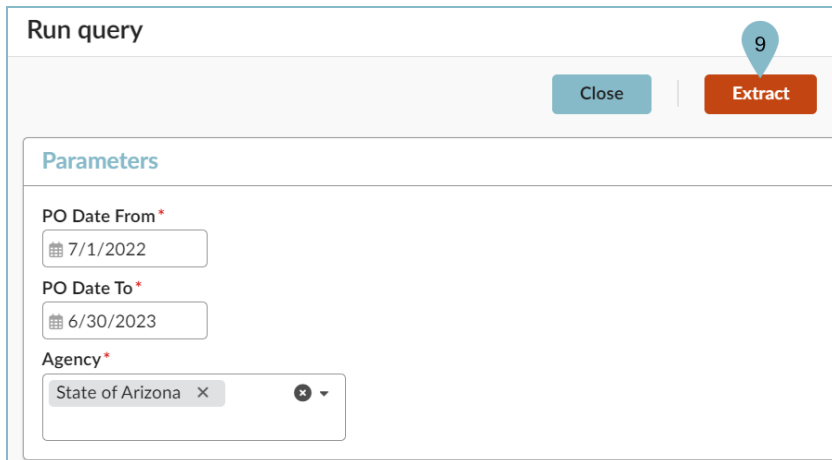 Run query
9
Close
Extract
Parameters
PO Date From*
7/1/2022
PO Date To*
6/30/2023
Agency*
State of Arizona